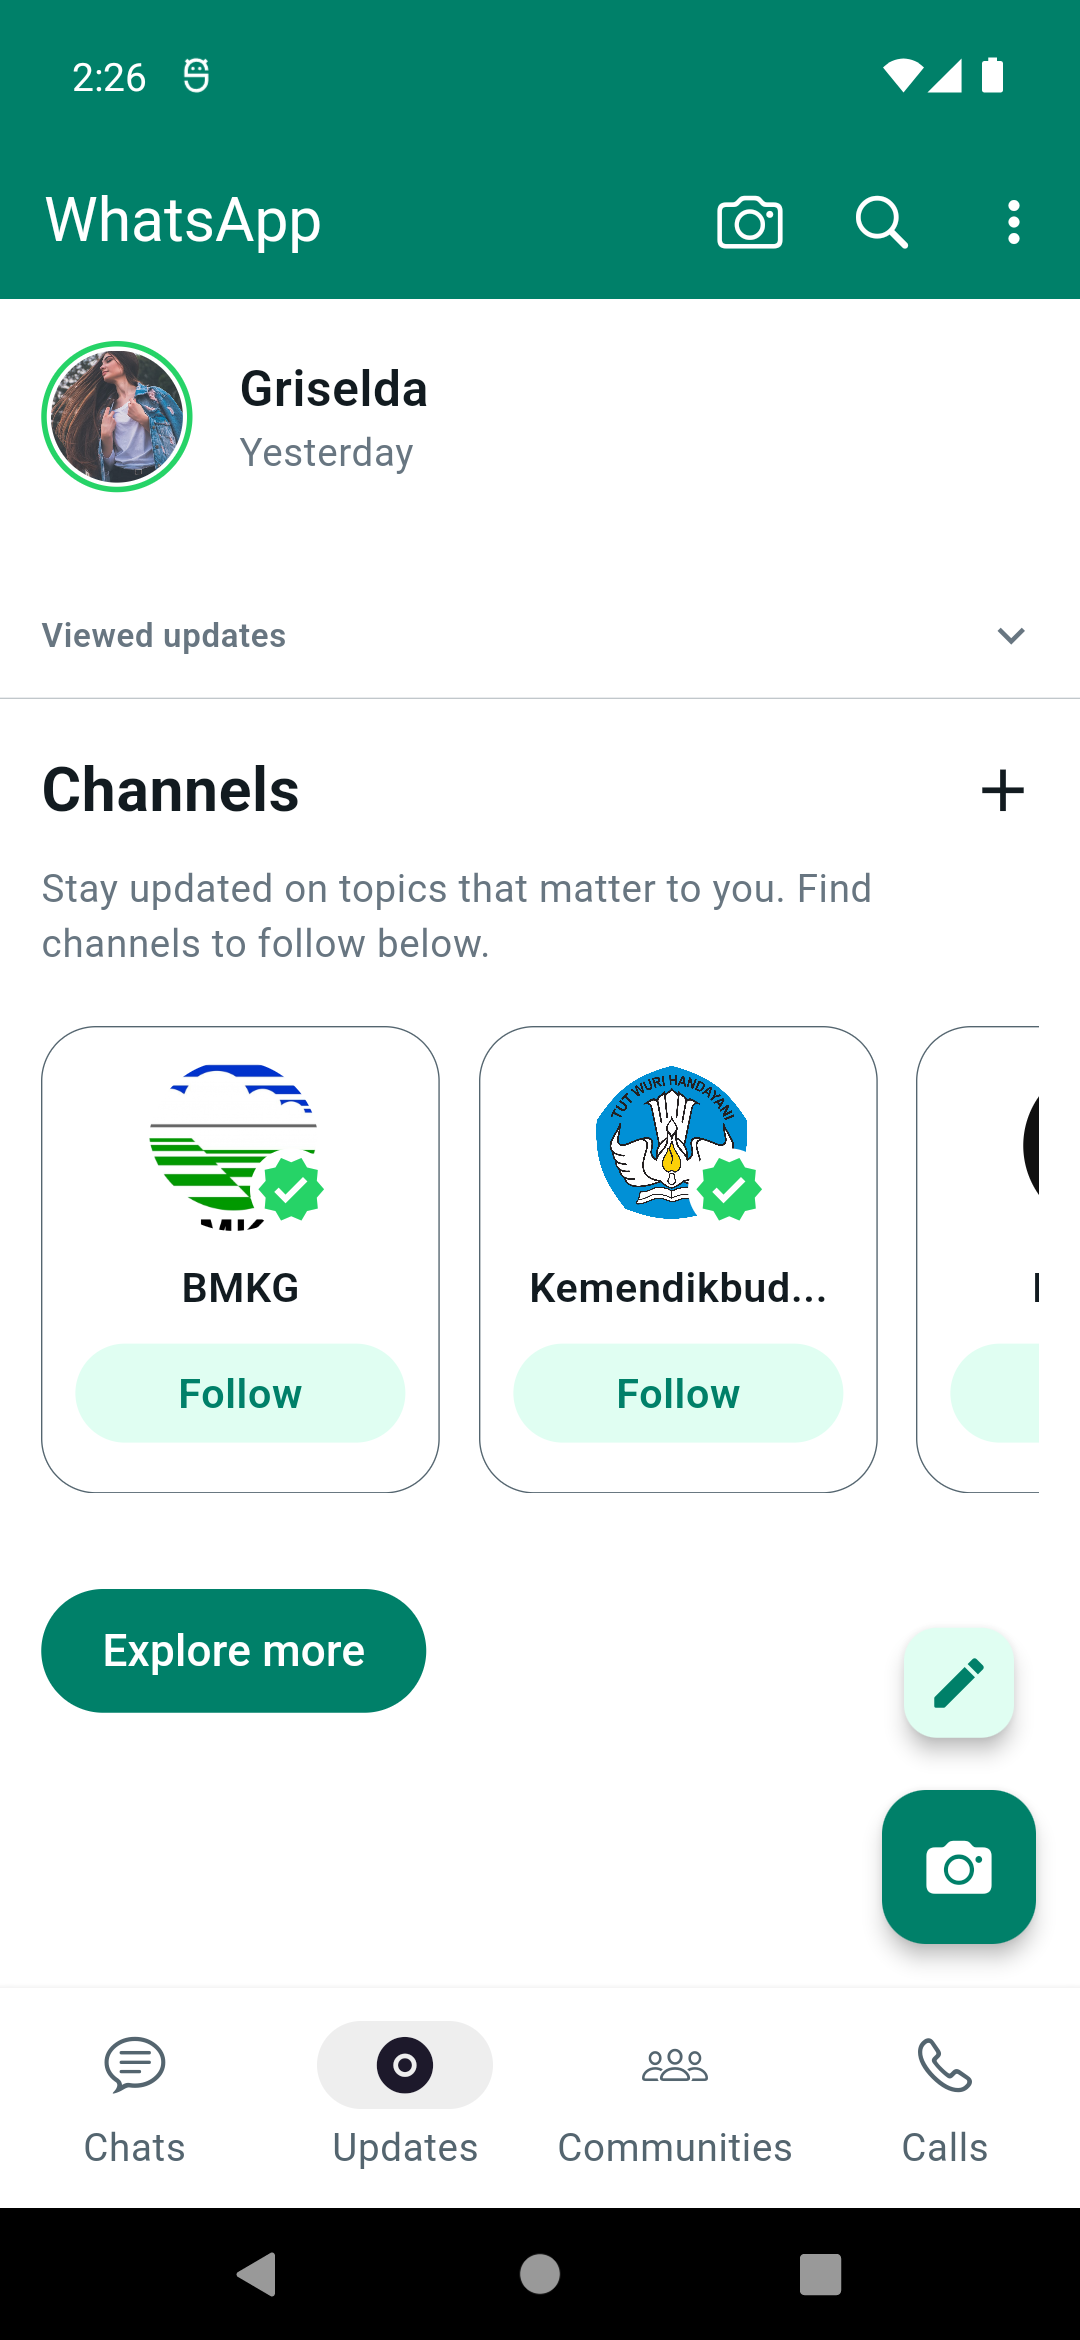 2:26
WhatsApp
Griselda
Yesterday
Viewed updates
Channels
Stay updated on topics that matter to you. Find
channels to follow below.
TUT WURI HANDAYANI
BMKG
Kemendikbud...
Follow
Follow
Explore more
Chats
Updates
Communities
Calls